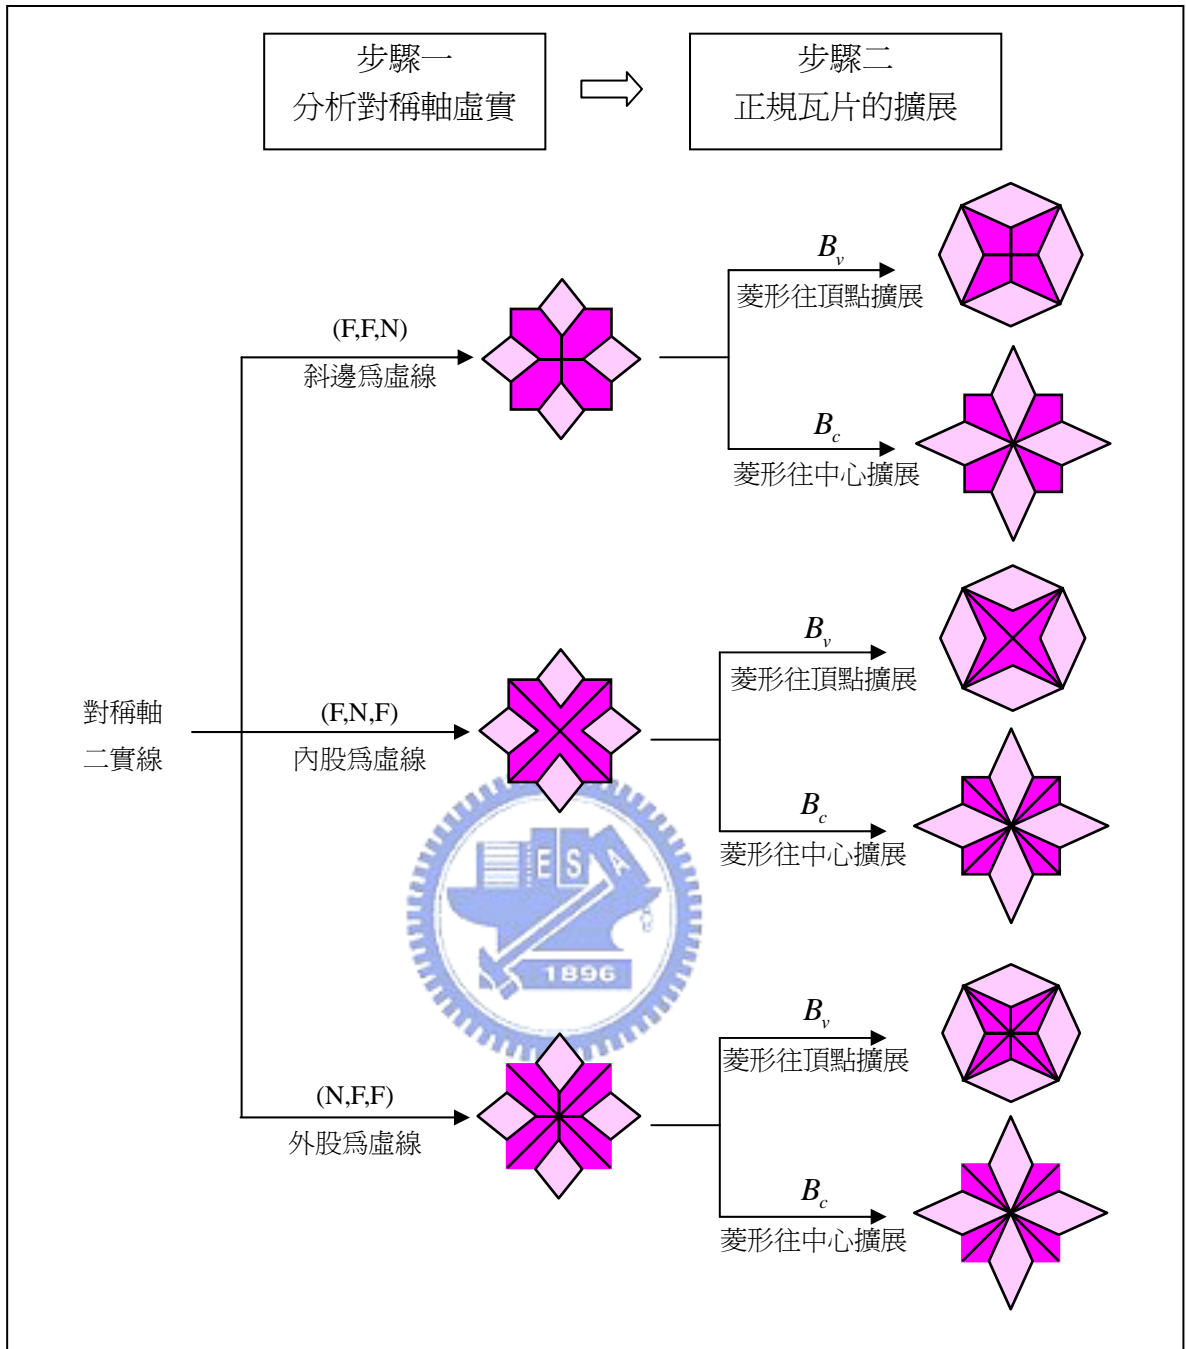 步驟一
分析對稱軸虛實
步驟二
正規瓦片的擴展
(F,F,N)
斜邊為虛線
B_v
菱形往頂點擴展
B_c
菱形往中心擴展
對稱軸
二實線
(F,N,F)
內股為虛線
B_v
菱形往頂點擴展
B_c
菱形往中心擴展
E S A
1896
(N,F,F)
外股為虛線
B_v
菱形往頂點擴展
B_c
菱形往中心擴展